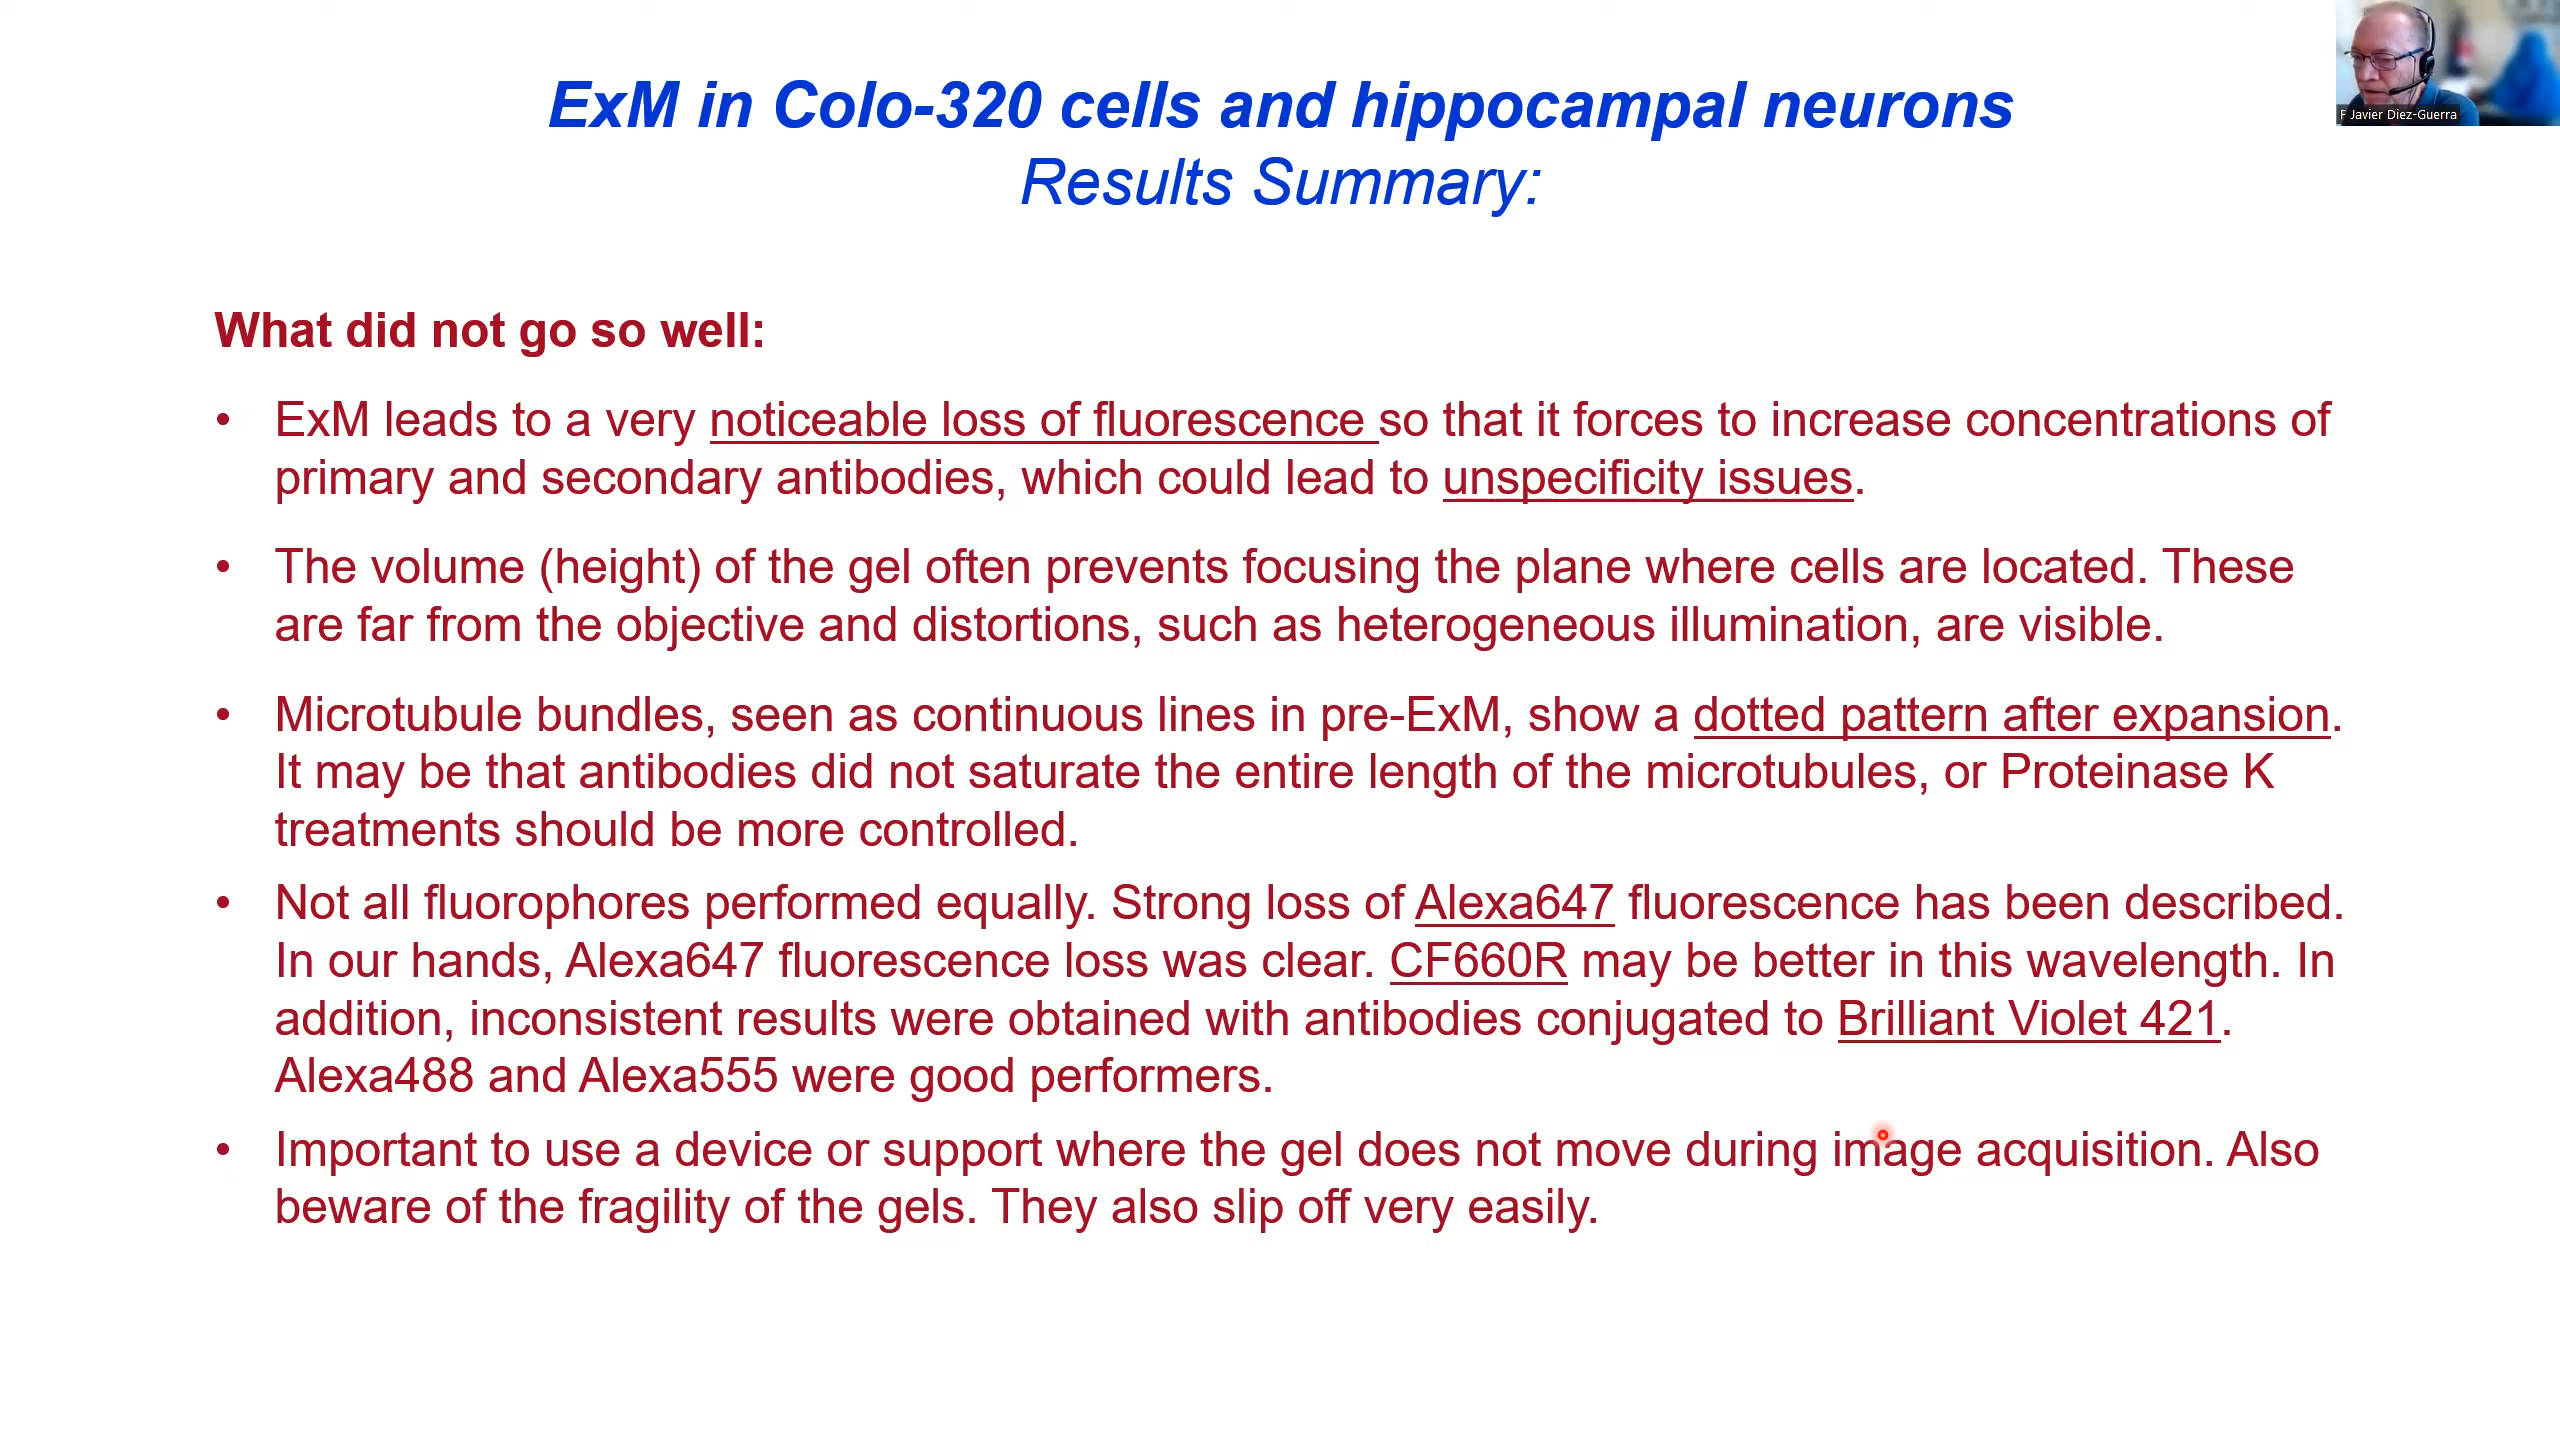 ExM in Colo-320 cells and hippocampal neurons
Results Summary:
F Javier Diez-Guerra
What did not go so well:
• ExM leads to a very noticeable loss of fluorescence so that it forces to increase concentrations of
primary and secondary antibodies, which could lead to unspecificity issues.
• The volume (height) of the gel often prevents focusing the plane where cells are located. These
are far from the objective and distortions, such as heterogeneous illumination, are visible.
• Microtubule bundles, seen as continuous lines in pre-ExM, show a dotted pattern after expansion.
It may be that antibodies did not saturate the entire length of the microtubules, or Proteinase K
treatments should be more controlled.
• Not all fluorophores performed equally. Strong loss of Alexa647 fluorescence has been described.
In our hands, Alexa647 fluorescence loss was clear. CF660R may be better in this wavelength. In
addition, inconsistent results were obtained with antibodies conjugated to Brilliant Violet 421.
Alexa488 and Alexa555 were good performers.
• Important to use a device or support where the gel does not move during image acquisition. Also
beware of the fragility of the gels. They also slip off very easily.